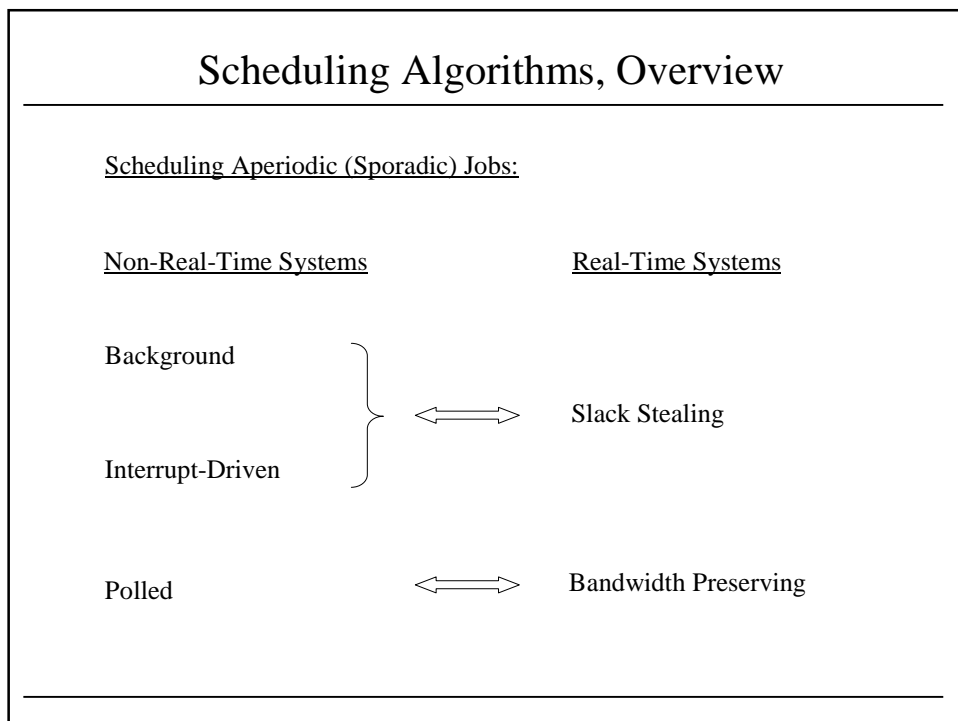 Scheduling Algorithms, Overview
Scheduling Aperiodic (Sporadic) Jobs:
Non-Real-Time Systems
Real-Time Systems
Background
Slack Stealing
Interrupt-Driven
Polled
Bandwidth Preserving